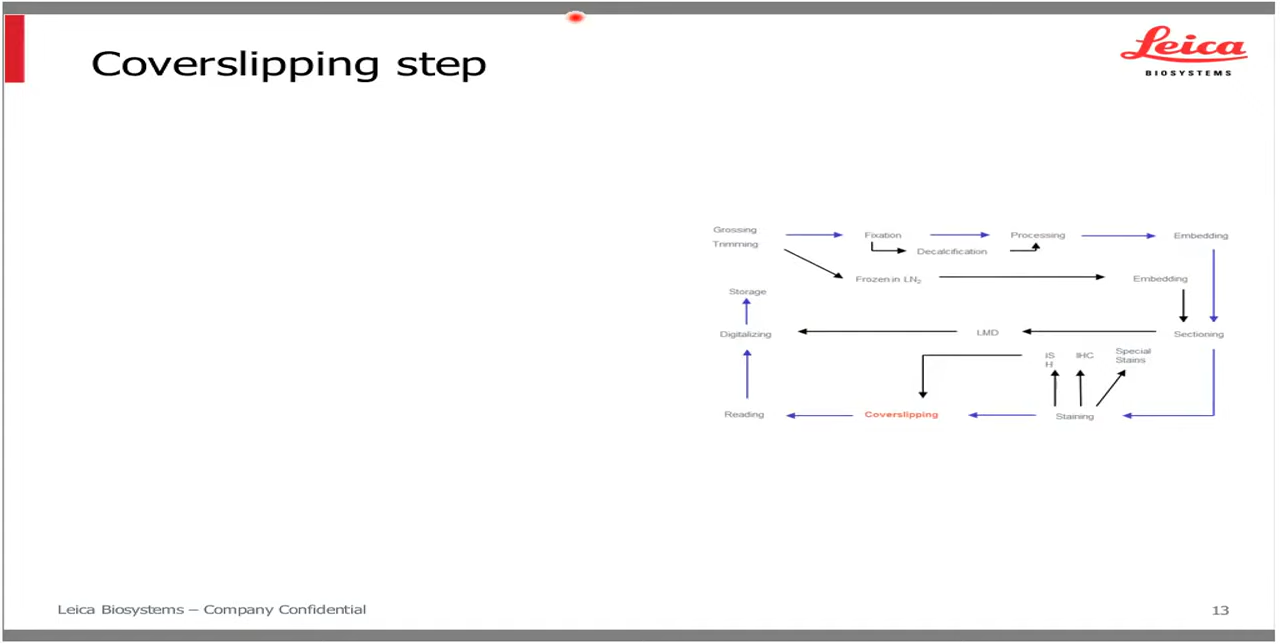 Coverslipping step
Leica
BIOSYSTEMS
Grossing
Trimming
Fixation
Processing
Embedding
Decalcification
Frozen in LN2
Embedding
Storage
Digitalizing
LMD
Sectioning
IS
H
IHC
Special
Stains
Reading
Coverslipping
Staining
Leica Biosystems – Company Confidential
13